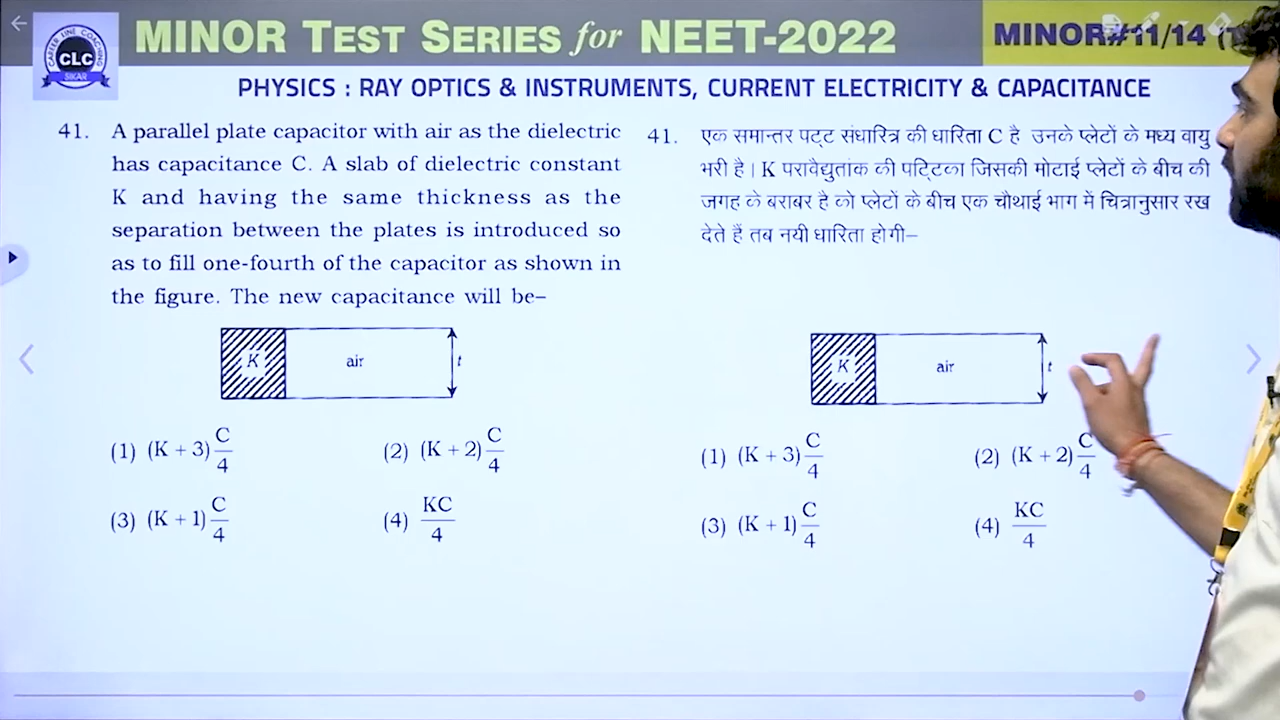 CAREER LINE COACHING
CLC
SIKAR
MINOR TEST SERIES for NEET-2022
MINOR#11/14
PHYSICS : RAY OPTICS & INSTRUMENTS, CURRENT ELECTRICITY & CAPACITANCE
41. A parallel plate capacitor with air as the dielectric
has capacitance C. A slab of dielectric constant
K and having the same thickness as the
separation between the plates is introduced so
as to fill one-fourth of the capacitor as shown in
the figure. The new capacitance will be–
K air t
(1) (K + 3) C/4 (2) (K + 2) C/4
(3) (K + 1) C/4 (4) KC/4
41. एक समान्तर पट्ट संधारित्र की धारिता C है उनके प्लेटों के मध्य वायु
भरी है। K परावैद्युतांक की पट्टिका जिसकी मोटाई प्लेटों के बीच की
जगह के बराबर है को प्लेटों के बीच एक चौथाई भाग में चित्रानुसार रख
देते हैं तब नयी धारिता होगी–
K air t
(1) (K + 3) C/4 (2) (K + 2) C/4
(3) (K + 1) C/4 (4) KC/4